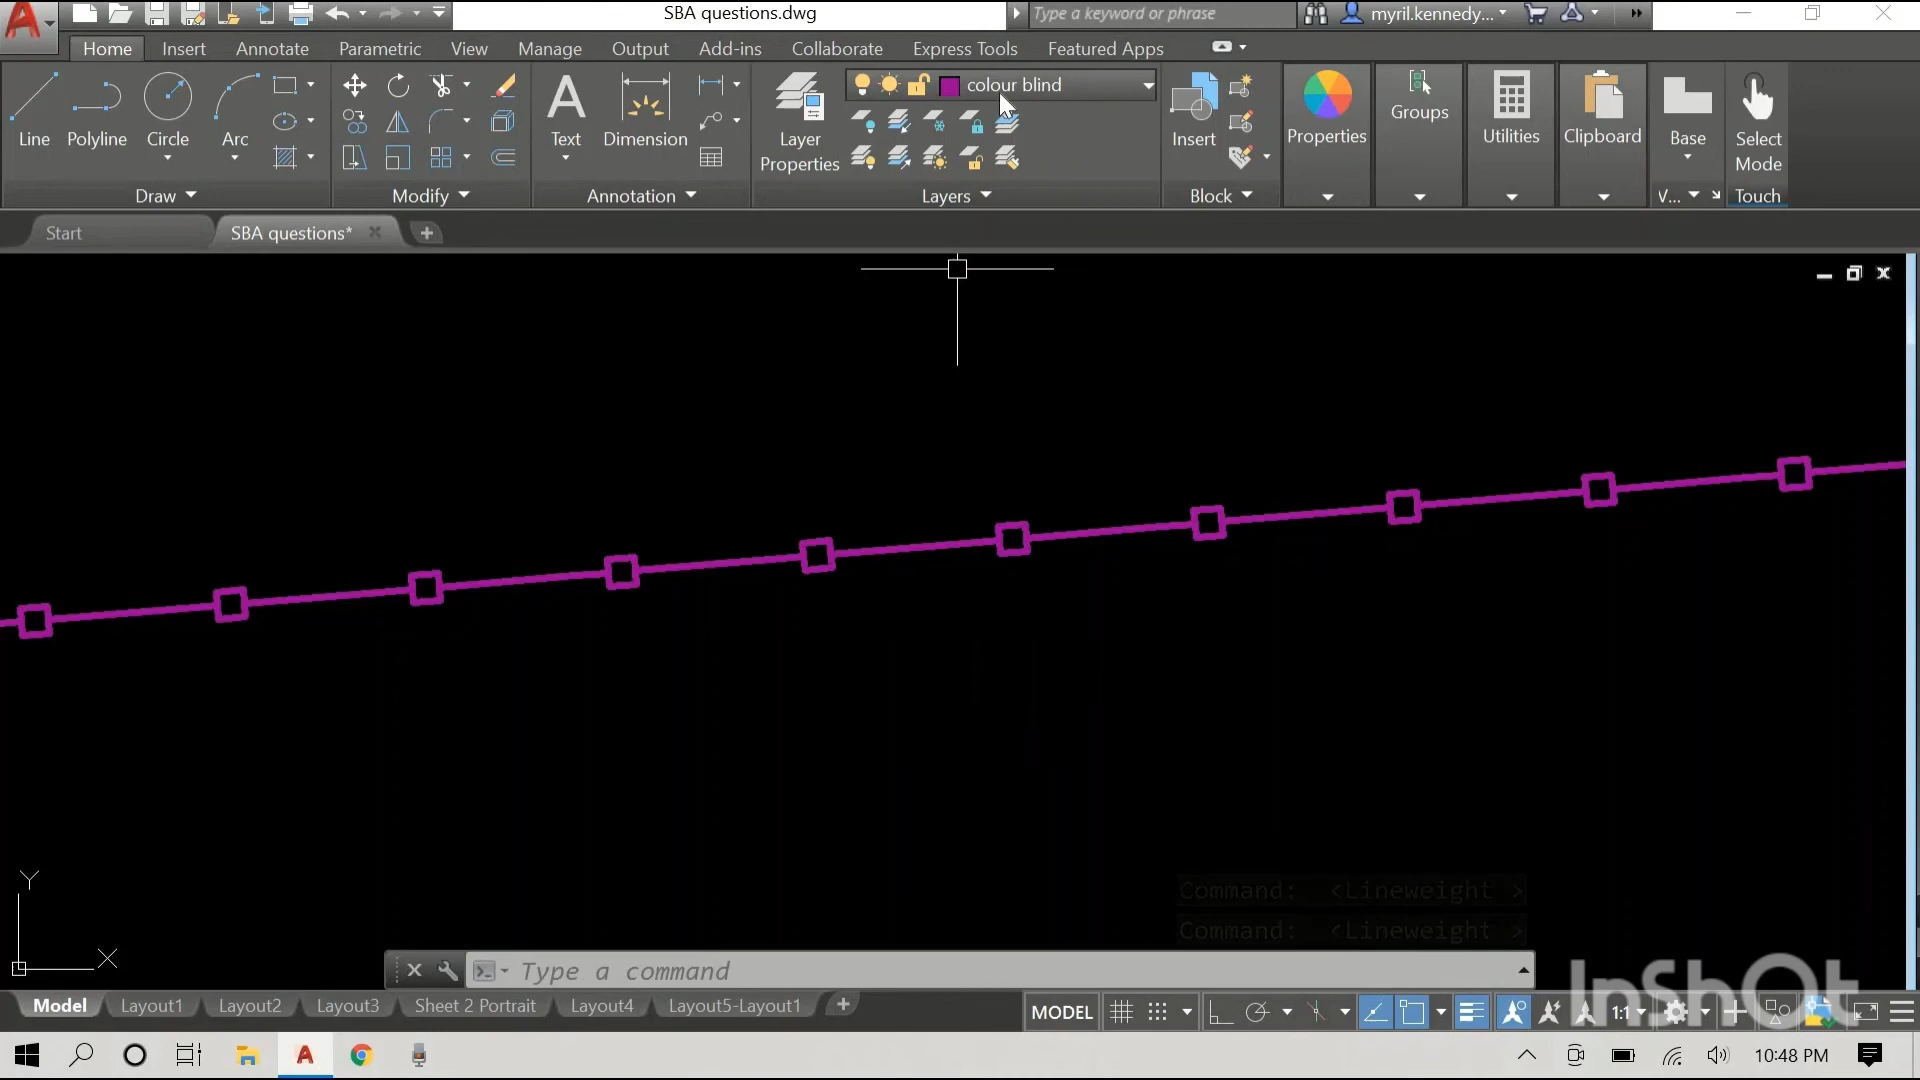 SBA questions.dwg
Type a keyword or phrase
myril.kennedy...
Home Insert Annotate Parametric View Manage Output Add-ins Collaborate Express Tools Featured Apps
Line Polyline Circle Arc
Text Dimension
Layer Properties
colour blind
Insert
Properties
Groups
Utilities
Clipboard
Base
Select Mode
Draw Modify Annotation Layers Block V... Touch
Start SBA questions*
Y
X
Command: <Lineweight >
Command: <Lineweight >
Type a command
Model Layout1 Layout2 Layout3 Sheet 2 Portrait Layout4 Layout5-Layout1
MODEL 1:1
InShOt
10:48 PM